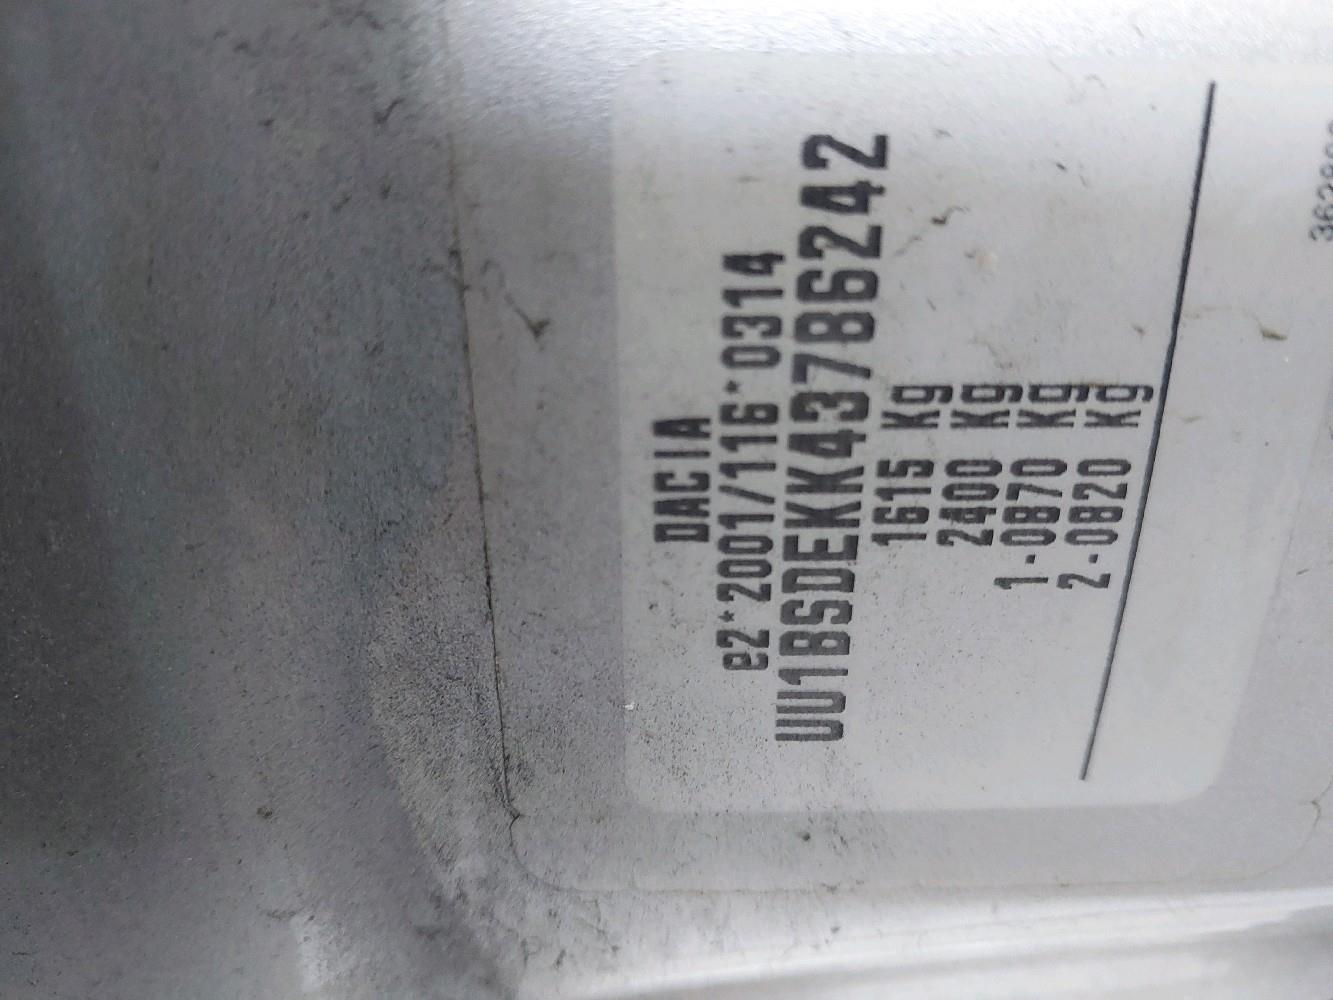 DACIA
e2*2001/116*0314
UU1BSDEKK43786242
1615 Kg
2400 Kg
1-0870 Kg
2-0820 Kg